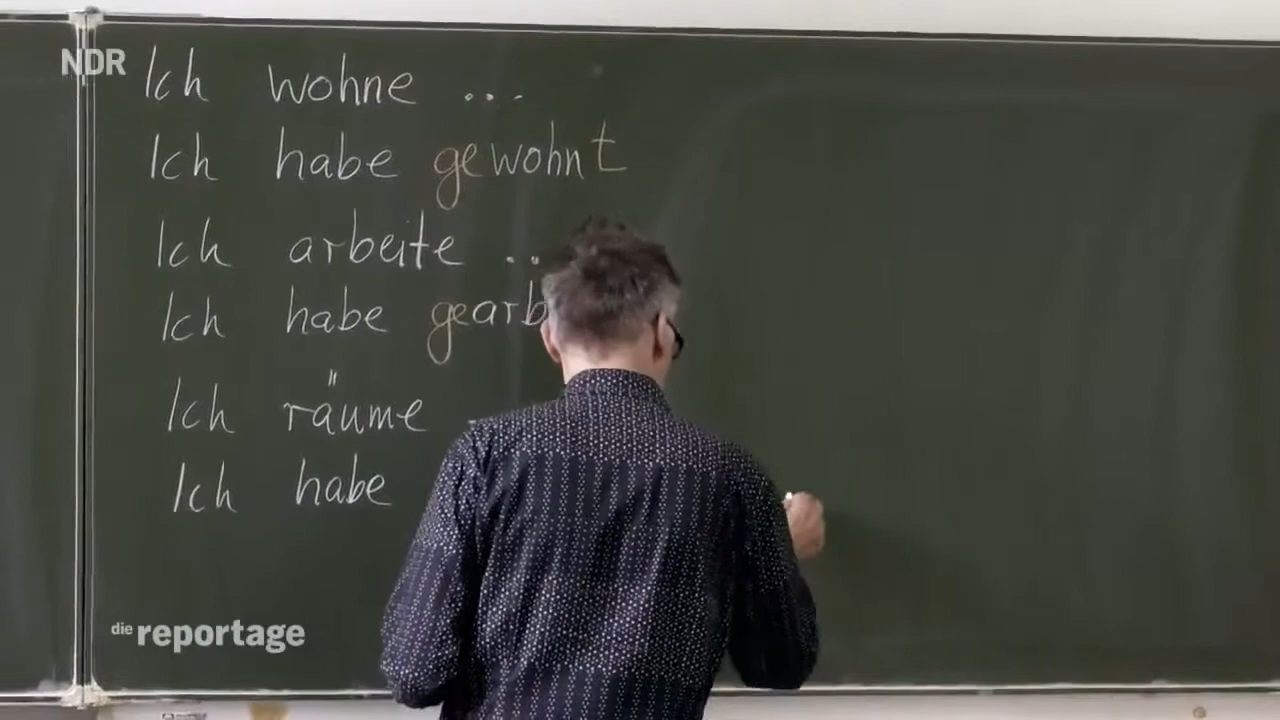 NDR
Ich wohne ...
Ich habe gewohnt
Ich arbeite ..
Ich habe gearb
Ich räume
Ich habe
die reportage